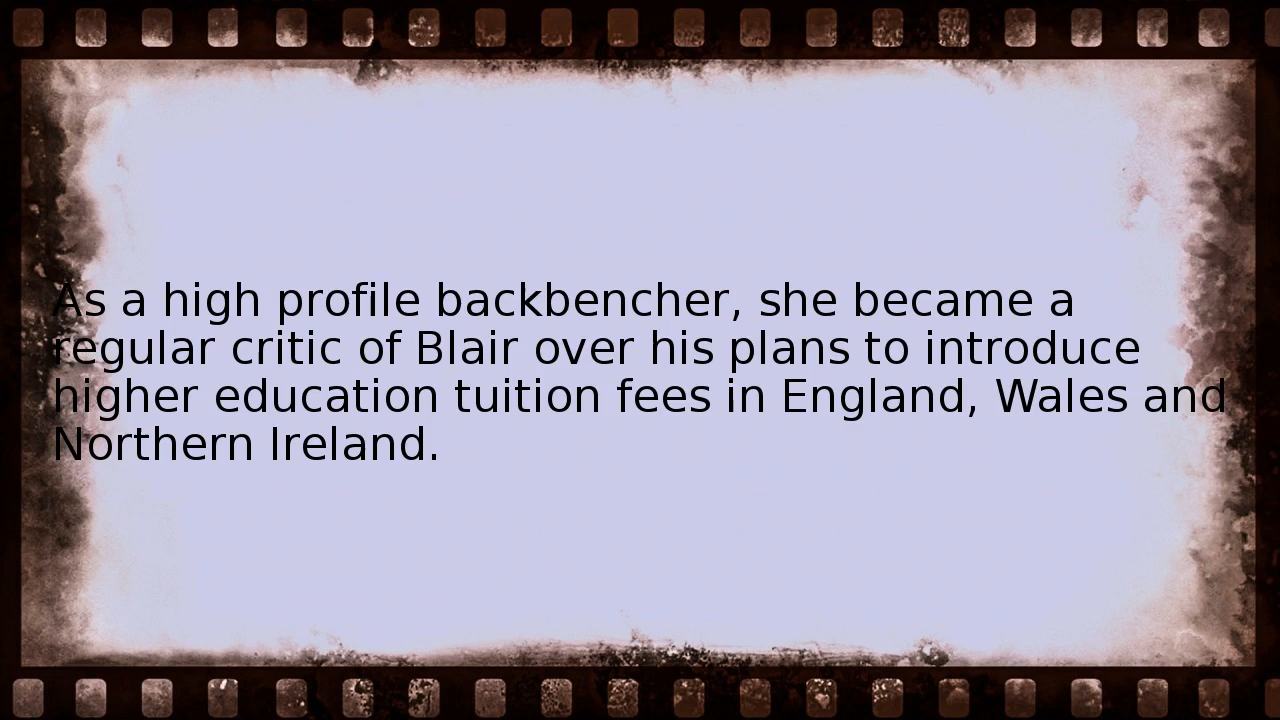 As a high profile backbencher, she became a
regular critic of Blair over his plans to introduce
higher education tuition fees in England, Wales and
Northern Ireland.